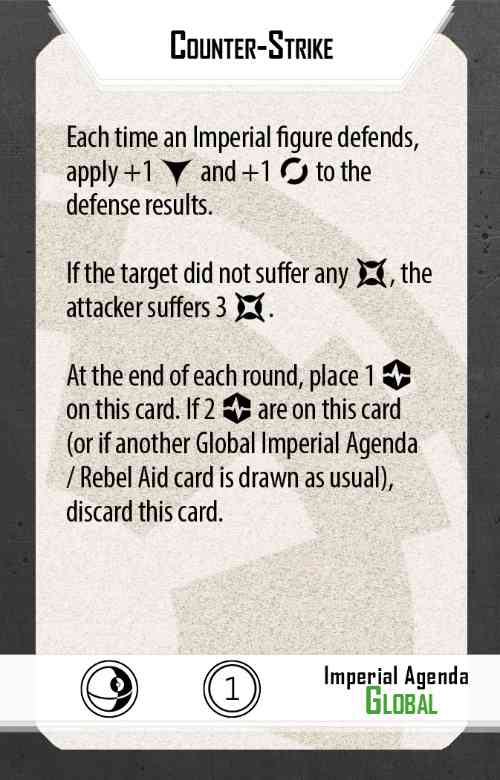 Counter-Strike
Each time an Imperial figure defends,
apply +1 and +1 to the
defense results.
If the target did not suffer any , the
attacker suffers 3 .
At the end of each round, place 1
on this card. If 2 are on this card
(or if another Global Imperial Agenda
/ Rebel Aid card is drawn as usual),
discard this card.
1
Imperial Agenda
Global